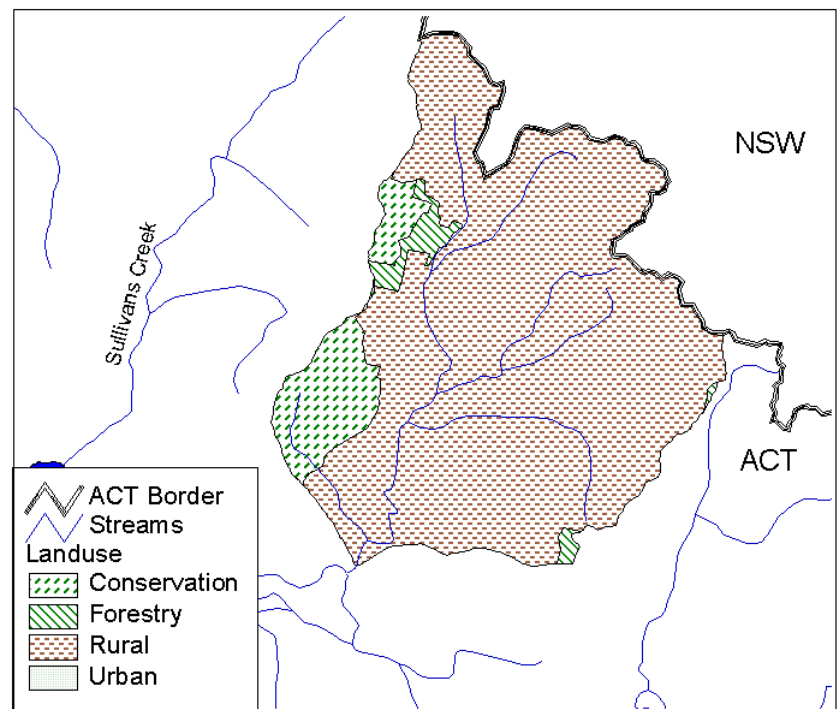 NSW
Sullivans Creek
ACT
ACT Border
Streams
Landuse
Conservation
Forestry
Rural
Urban